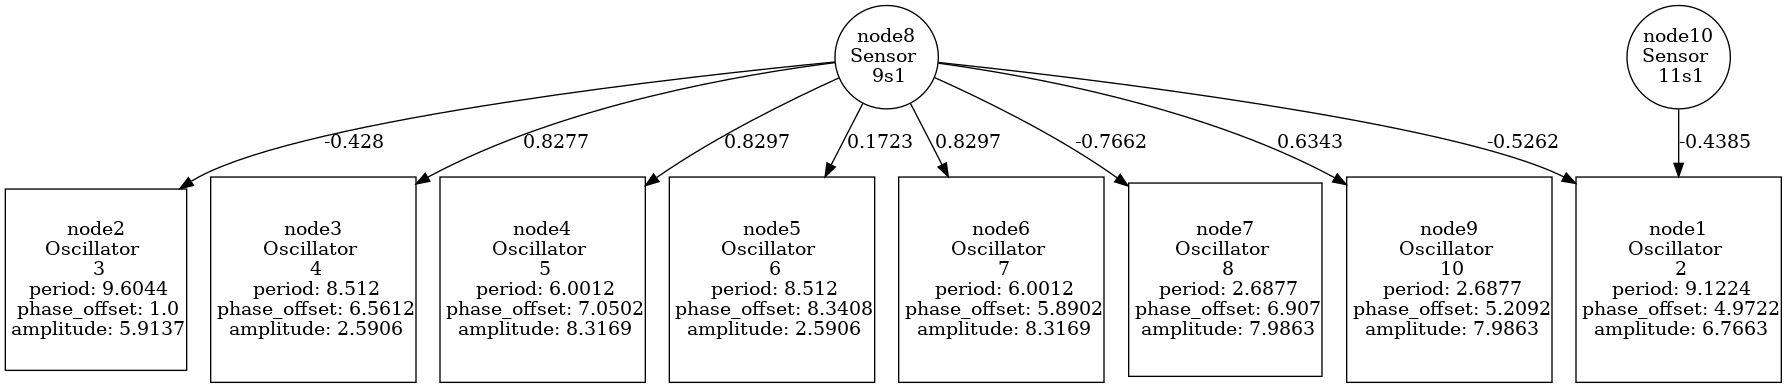 node8
Sensor
9s1
node10
Sensor
11s1
-0.428
0.8277
0.8297
0.1723
0.8297
-0.7662
0.6343
-0.5262
-0.4385
node2
Oscillator
3
period: 9.6044
phase_offset: 1.0
amplitude: 5.9137
node3
Oscillator
4
period: 8.512
phase_offset: 6.5612
amplitude: 2.5906
node4
Oscillator
5
period: 6.0012
phase_offset: 7.0502
amplitude: 8.3169
node5
Oscillator
6
period: 8.512
phase_offset: 8.3408
amplitude: 2.5906
node6
Oscillator
7
period: 6.0012
phase_offset: 5.8902
amplitude: 8.3169
node7
Oscillator
8
period: 2.6877
phase_offset: 6.907
amplitude: 7.9863
node9
Oscillator
10
period: 2.6877
phase_offset: 5.2092
amplitude: 7.9863
node1
Oscillator
2
period: 9.1224
phase_offset: 4.9722
amplitude: 6.7663